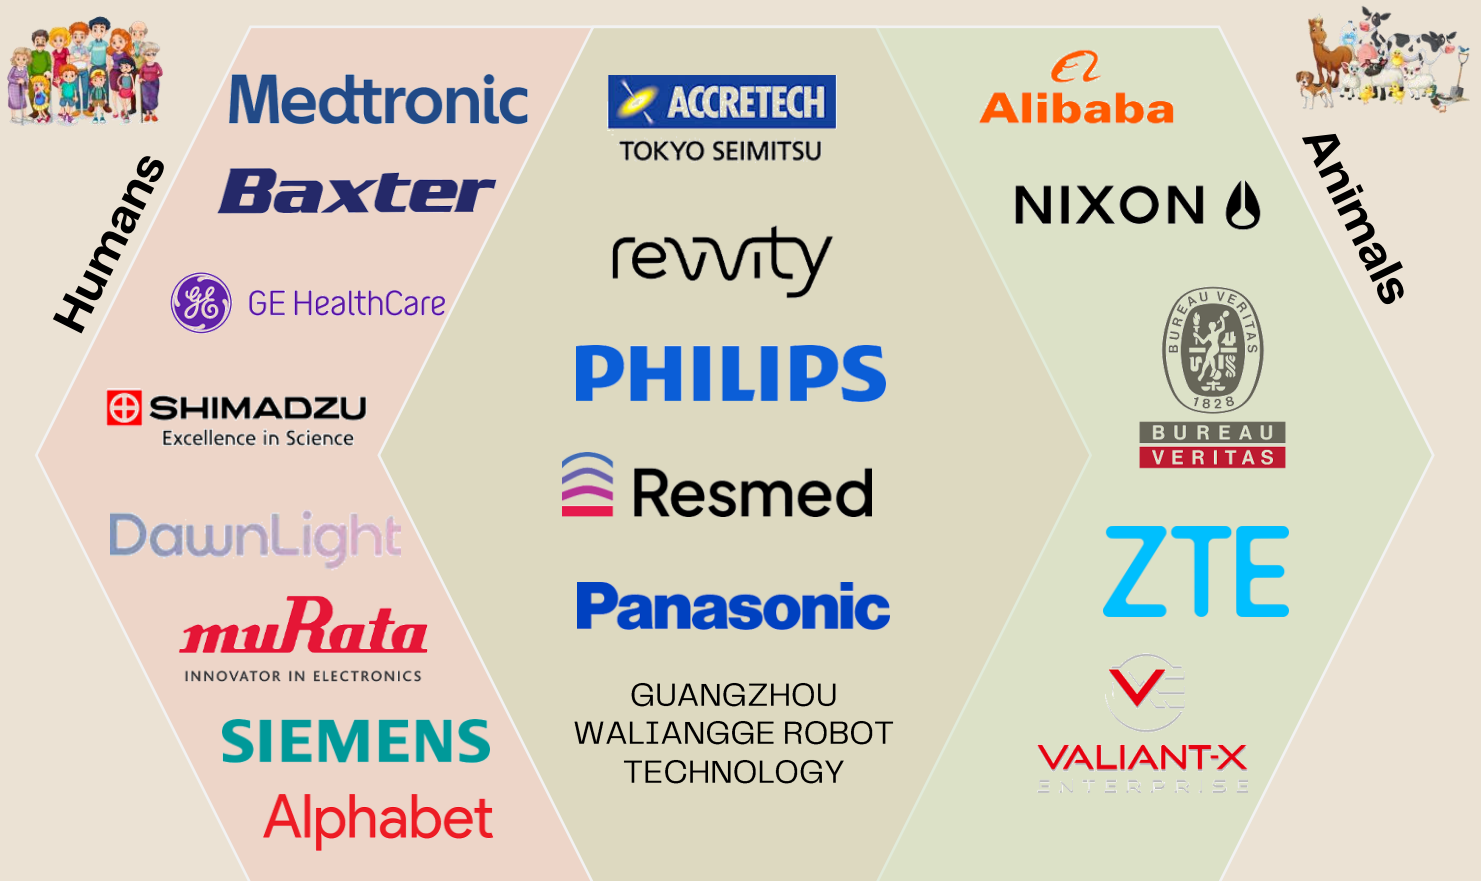 Humans
Medtronic
Baxter
GE HealthCare
SHIMADZU
Excellence in Science
DawnLight
muRata
INNOVATOR IN ELECTRONICS
SIEMENS
Alphabet
ACCRETECH
TOKYO SEIMITSU
revvity
PHILIPS
Resmed
Panasonic
GUANGZHOU
WALIANGGE ROBOT
TECHNOLOGY
Alibaba
NIXON
BUREAU VERITAS
1828
BUREAU
VERITAS
ZTE
VALIANT-X
ENTERPRISE
Animals